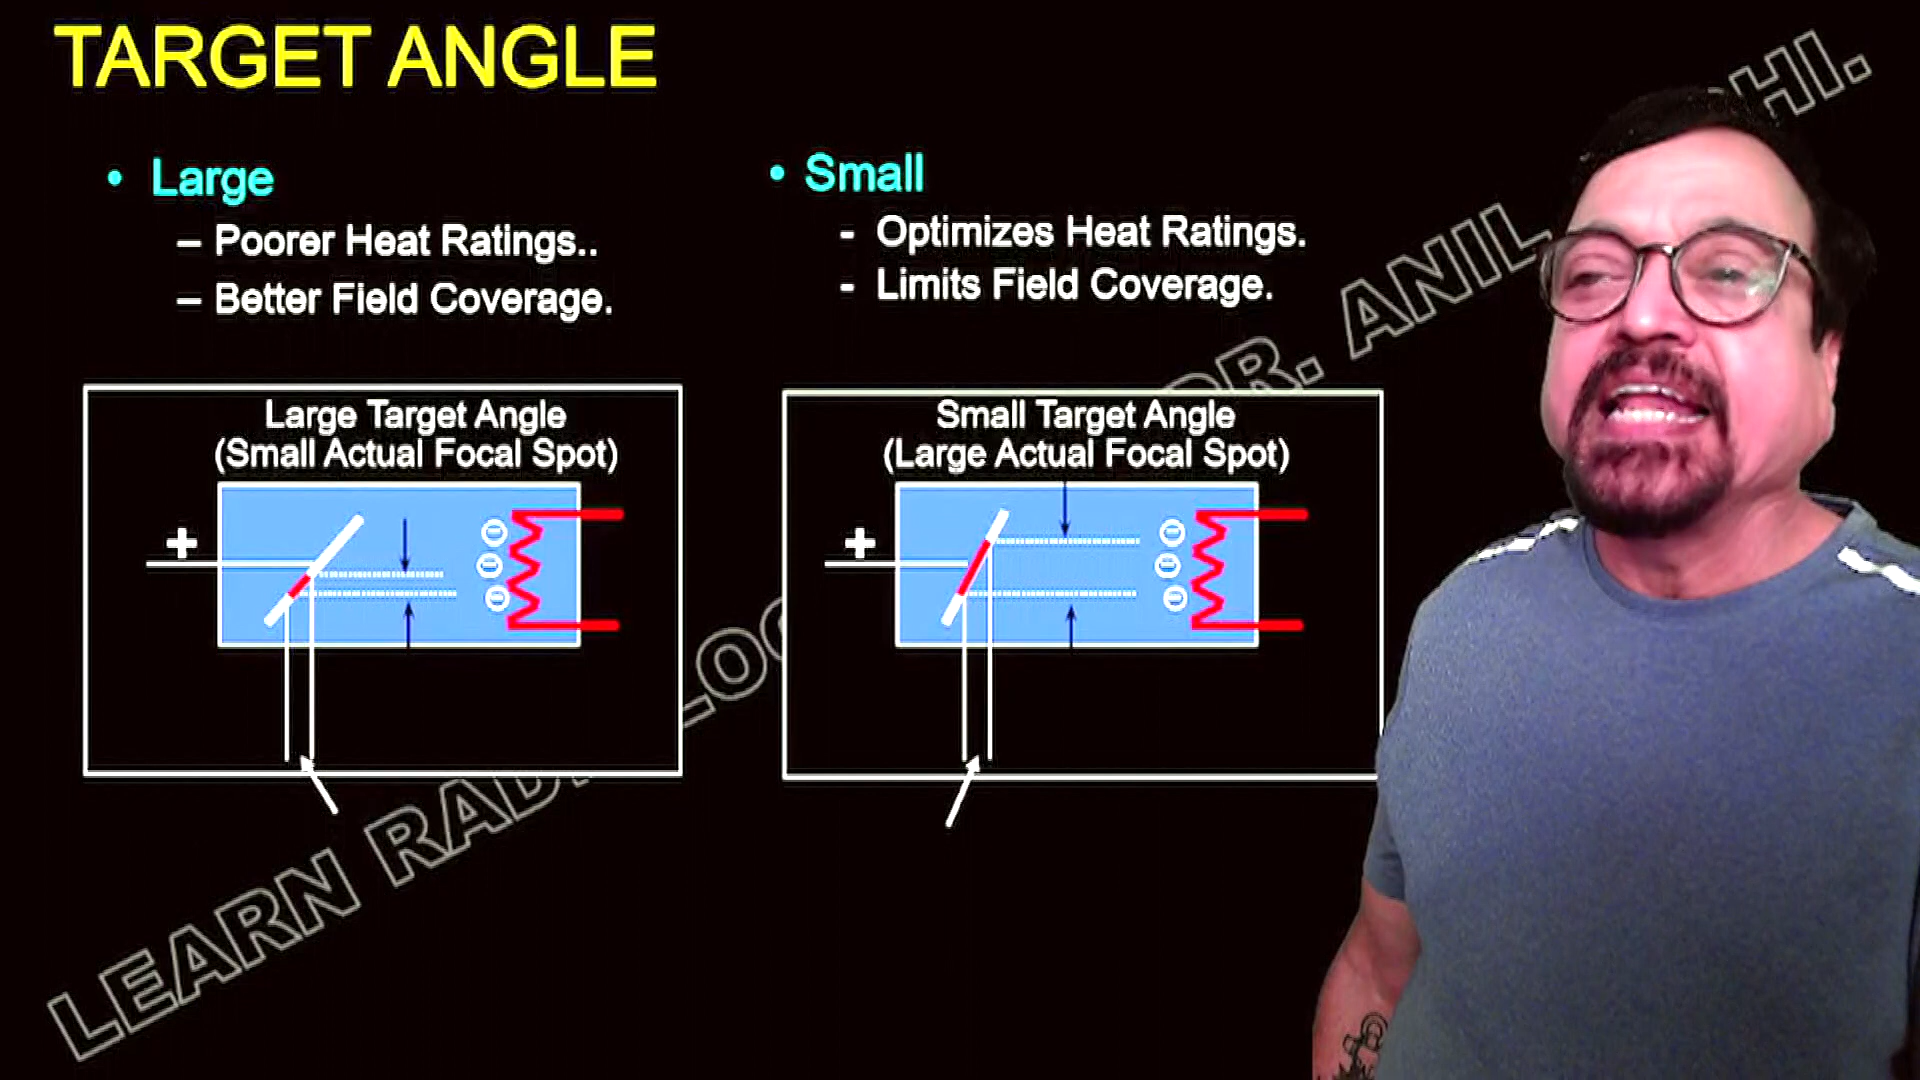 TARGET ANGLE
• Large
– Poorer Heat Ratings..
– Better Field Coverage.
• Small
- Optimizes Heat Ratings.
- Limits Field Coverage.
Large Target Angle
(Small Actual Focal Spot)
+
Small Target Angle
(Large Actual Focal Spot)
+
LEARN
DR. ANIL